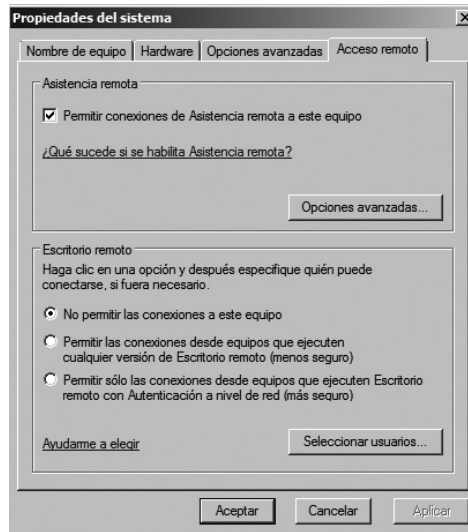 Propiedades del sistema
Nombre de equipo
Hardware
Opciones avanzadas
Acceso remoto
Asistencia remota
Permitir conexiones de Asistencia remota a este equipo
¿Qué sucede si se habilita Asistencia remota?
Opciones avanzadas...
Escritorio remoto
Haga clic en una opción y después especifique quién puede
conectarse, si fuera necesario.
No permitir las conexiones a este equipo
Permitir las conexiones desde equipos que ejecuten
cualquier versión de Escritorio remoto (menos seguro)
Permitir sólo las conexiones desde equipos que ejecuten Escritorio
remoto con Autenticación a nivel de red (más seguro)
Ayudarme a elegir
Seleccionar usuarios...
Aceptar
Cancelar
Aplicar